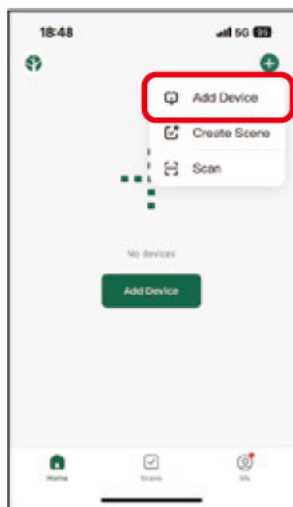 18:48 5G
Add Device
Create Scene
Scan
No devices
Add Device
Home
Scene
Me